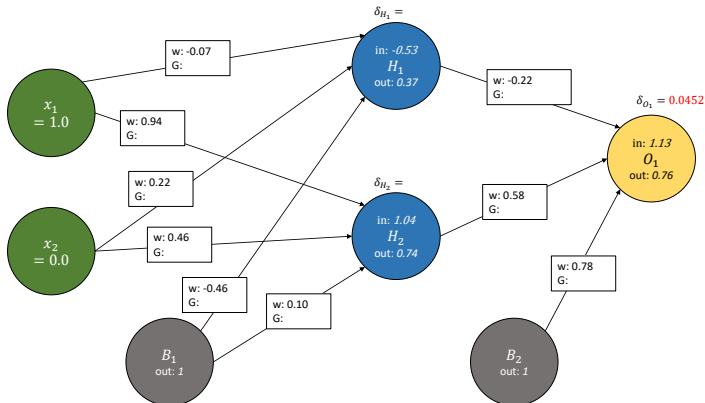 δ_{H_1} =
w: -0.07
G:
in: -0.53
H_1
out: 0.37
w: -0.22
G:
x_1
= 1.0
w: 0.94
G:
δ_{O_1} = 0.0452
in: 1.13
O_1
out: 0.76
w: 0.22
G:
δ_{H_2} =
w: 0.58
G:
x_2
= 0.0
w: 0.46
G:
in: 1.04
H_2
out: 0.74
w: -0.46
G:
w: 0.10
G:
w: 0.78
G:
B_1
out: 1
B_2
out: 1